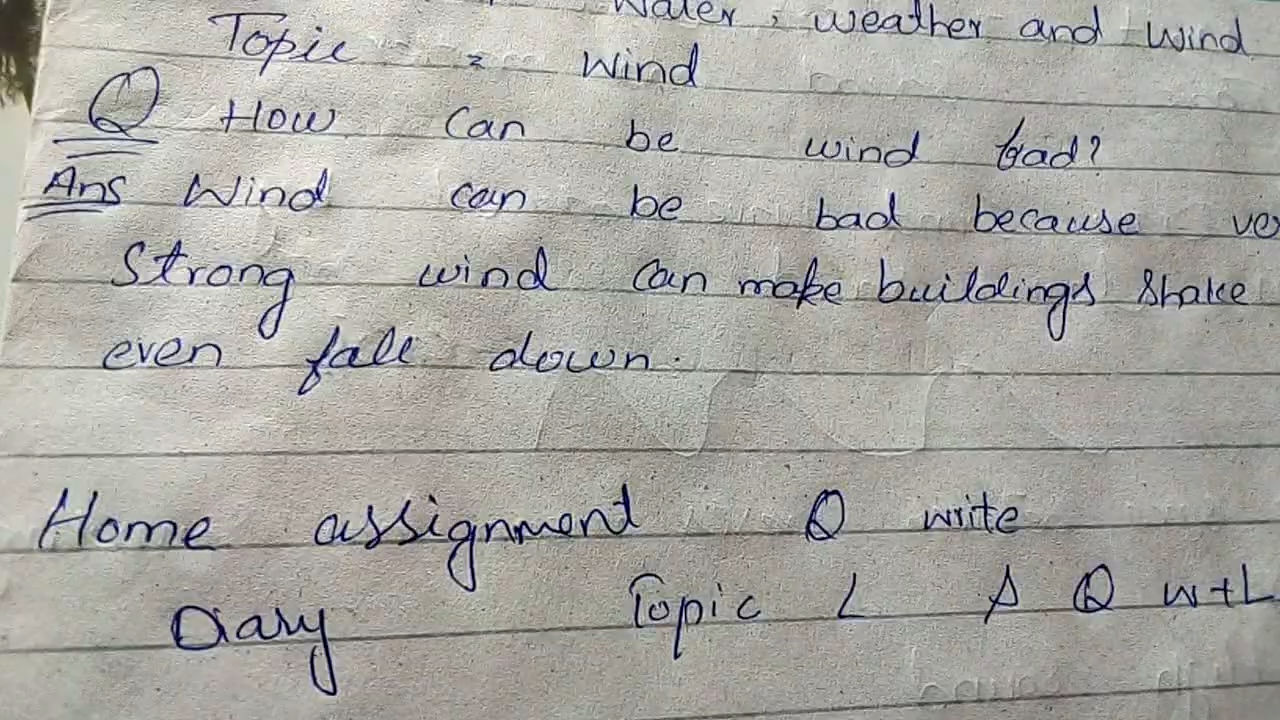 Water, weather and Wind
Topic : Wind
Q How can be wind bad?
Ans Wind can be bad because
Strong wind can make buildings shake
even fall down.
Home assignment Q write
Diary Topic L A Q W+L